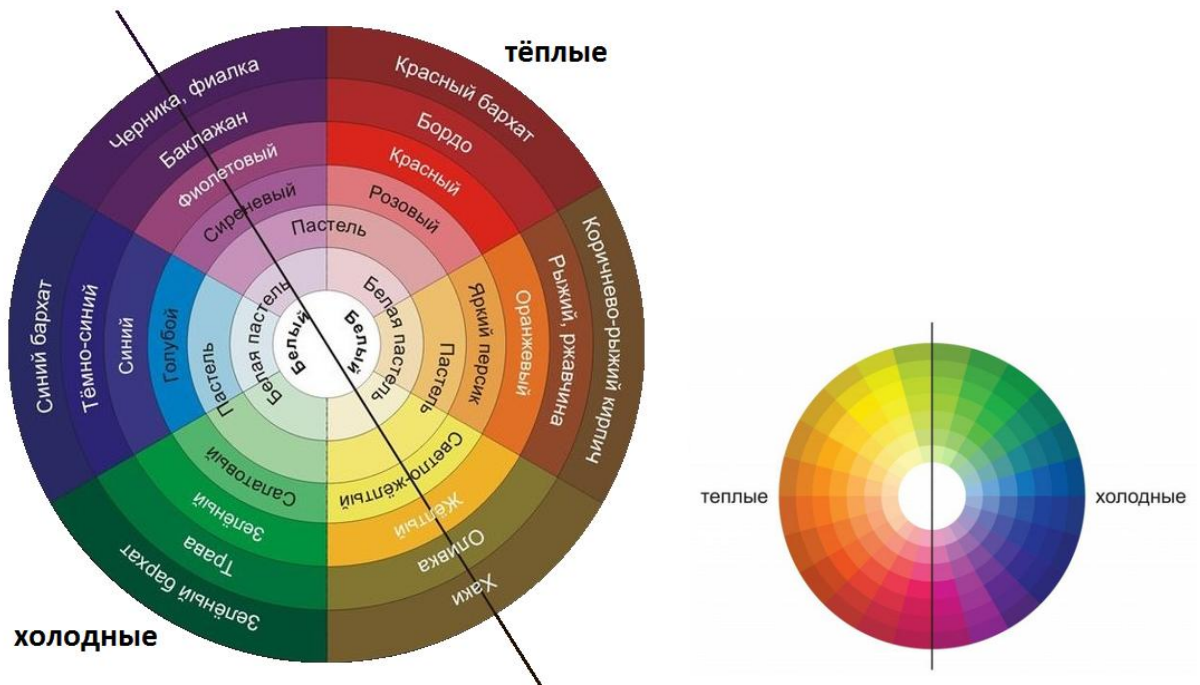 тёплые
Черника, фиалка
Баклажан
Фиолетовый
Сиреневый
Пастель
Красный бархат
Бордо
Красный
Розовый
Белая пастель
Белый
Белый
Белая пастель
Коричнево-рыжий кирпич
Рыжий, ржавчина
Оранжевый
Яркий персик
Пастель
Синий бархат
Тёмно-синий
Синий
Голубой
Пастель
Светло-жёлтый
Жёлтый
Оливка
Хаки
Салатовый
Зелёный
Трава
Зелёный бархат
холодные
теплые
холодные